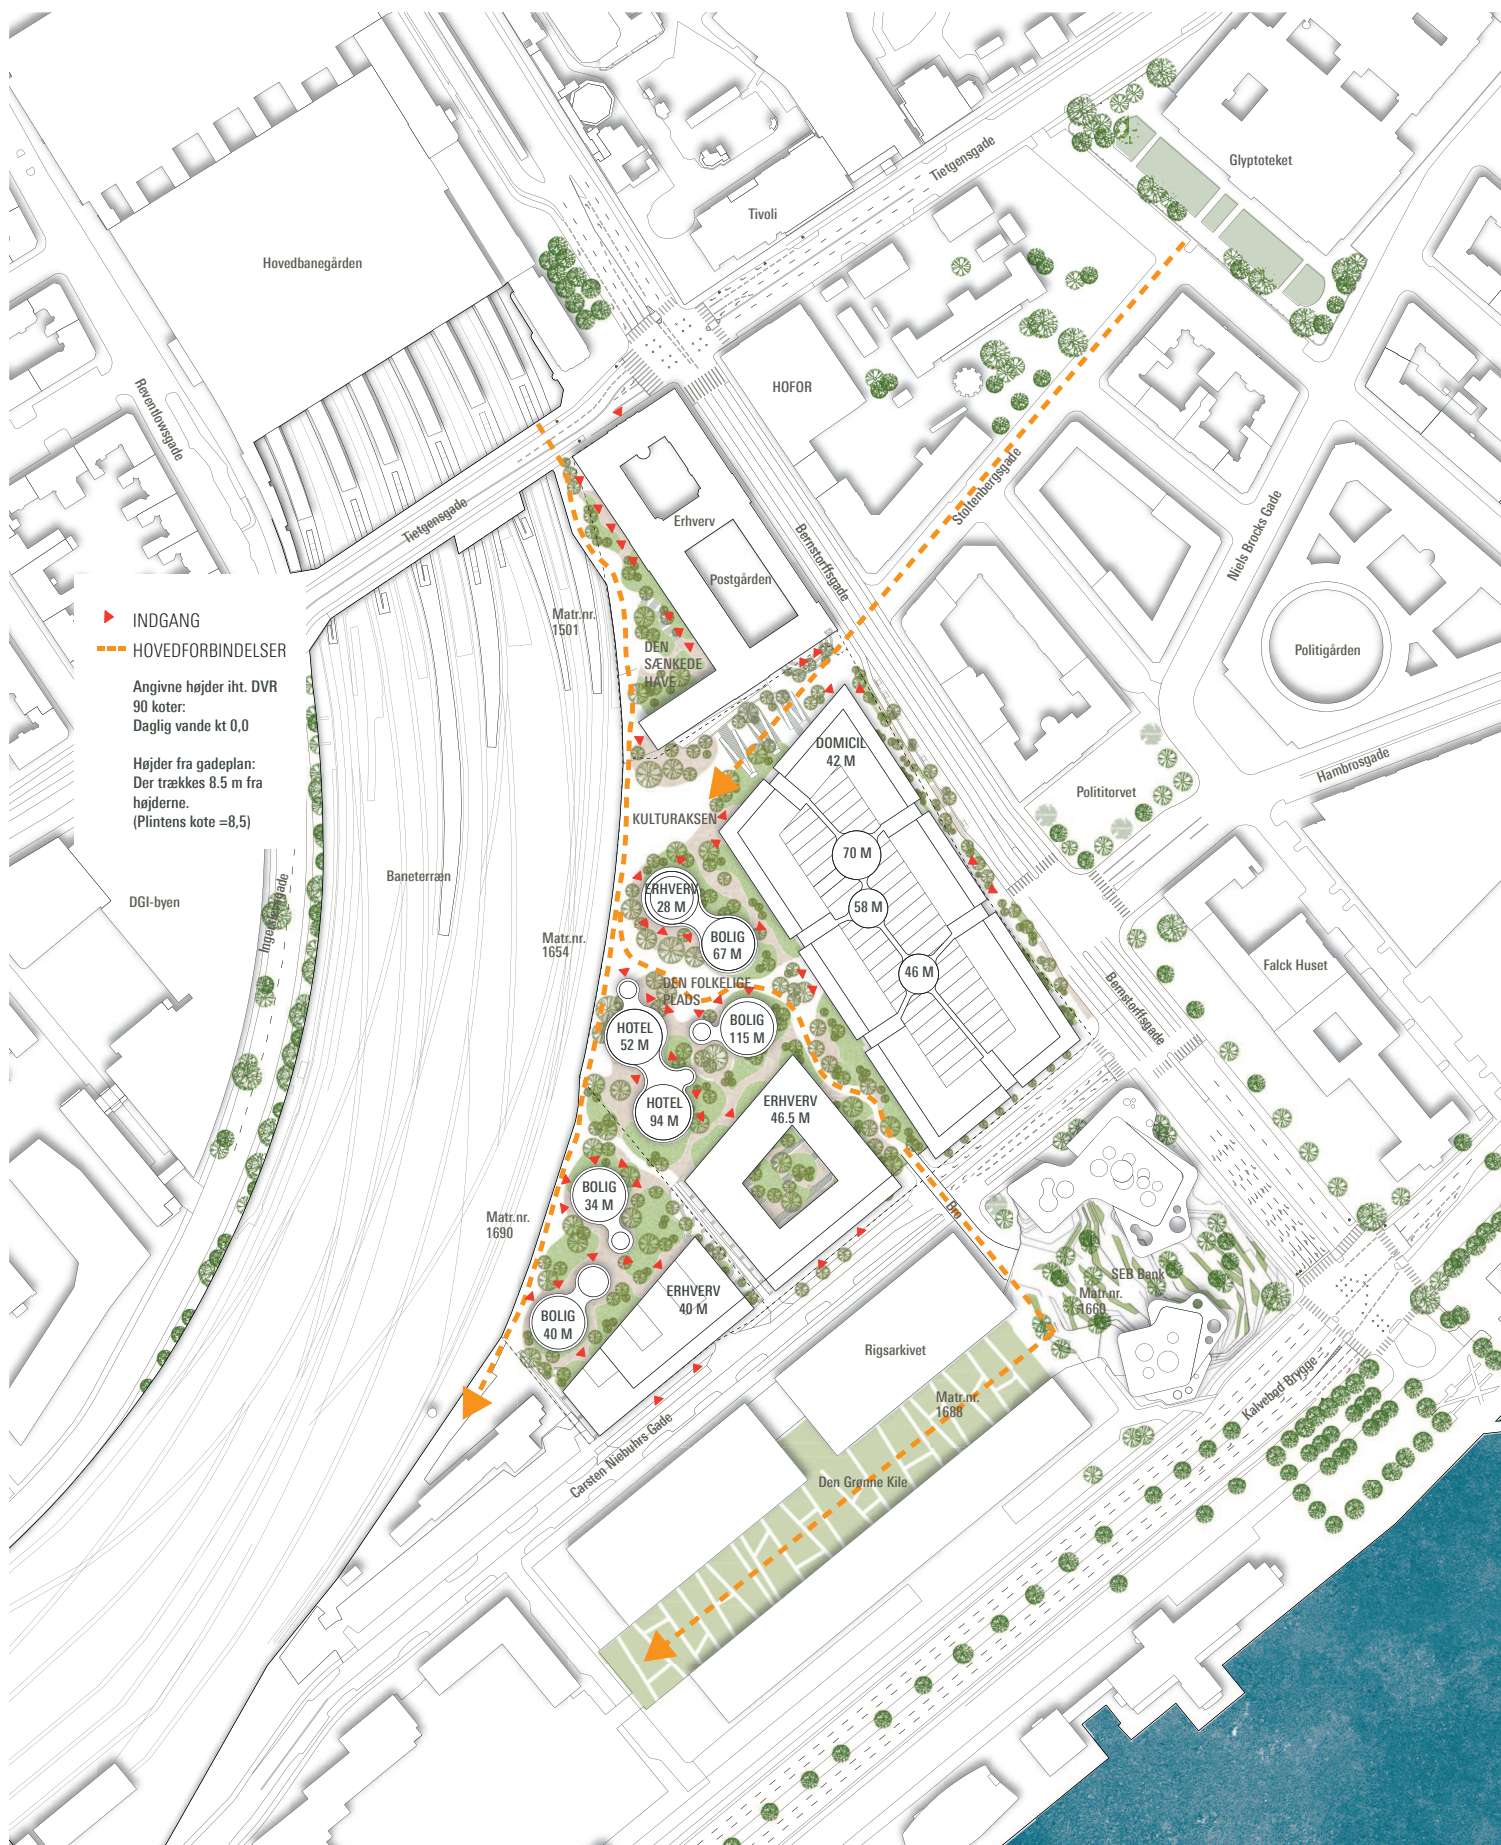 Glyptoteket
Tietgensgade
Tivoli
Hovedbanegården
HOFOR
Reventlowsgade
Stoltenbergsgade
Tietgensgade
Erhverv
Postgården
Bernstorffsgade
Niels Brocks Gade
INDGANG
HOVEDFORBINDELSER
Angivne højder iht. DVR
90 koter:
Daglig vande kt 0,0
Højder fra gadeplan:
Der trækkes 8.5 m fra
højderne.
(Plintens kote =8,5)
Matr.nr.
1501
DEN
SÆNKEDE
HAVE
Politigården
DOMICIL
42 M
Hambrosgade
Polititorvet
KULTURAKSEN
70 M
Baneterræn
DGI-byen
ERHVERV
28 M
58 M
BOLIG
67 M
Matr.nr.
1654
46 M
Falck Huset
DEN FOLKELIGE
PLADS
Bernstorffsgade
HOTEL
52 M
BOLIG
115 M
HOTEL
94 M
ERHVERV
46.5 M
BOLIG
34 M
Matr.nr.
1690
Bro
SEB Bank
Matr.nr.
1660
ERHVERV
40 M
BOLIG
40 M
Rigsarkivet
Kalvebod Brygge
Matr.nr.
1688
Carsten Niebuhrs Gade
Den Grønne Kile